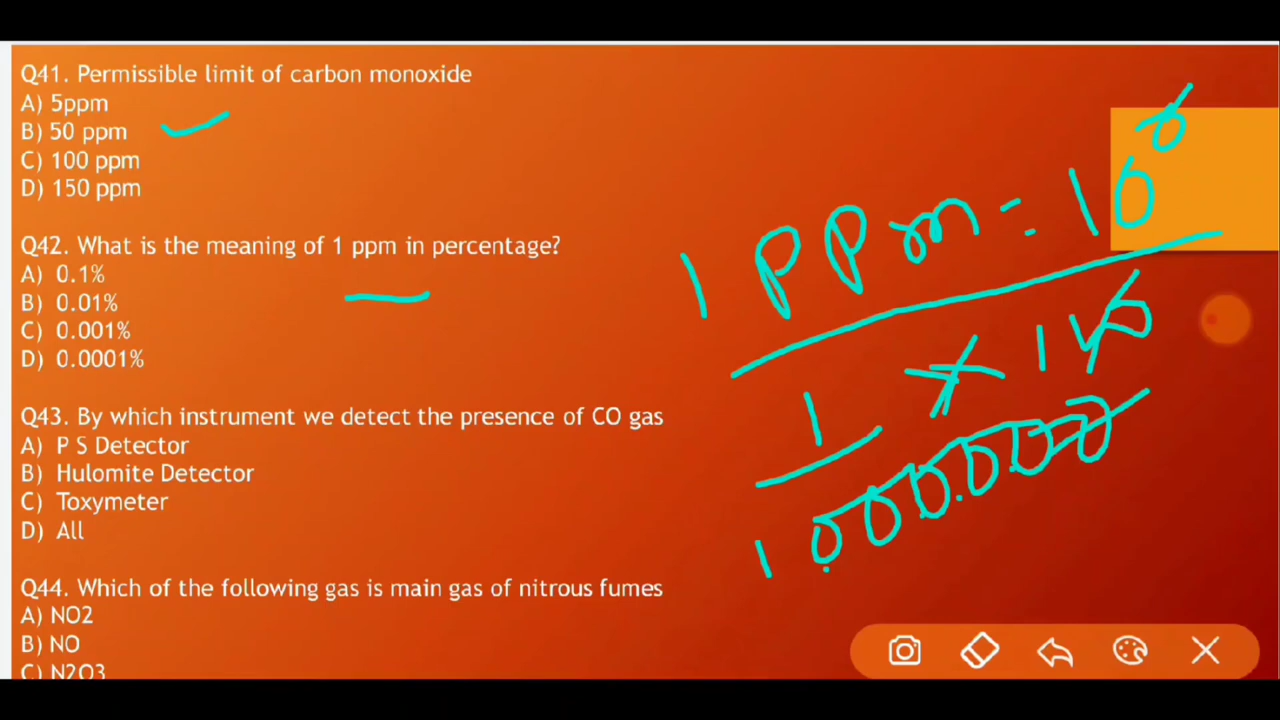 Q41. Permissible limit of carbon monoxide
A) 5ppm
B) 50 ppm
C) 100 ppm
D) 150 ppm
Q42. What is the meaning of 1 ppm in percentage?
A) 0.1%
B) 0.01%
C) 0.001%
D) 0.0001%
Q43. By which instrument we detect the presence of CO gas
A) P S Detector
B) Hulomite Detector
C) Toxymeter
D) All
Q44. Which of the following gas is main gas of nitrous fumes
A) NO2
B) NO
C) N2O3
1 ppm = 10
1
1000000